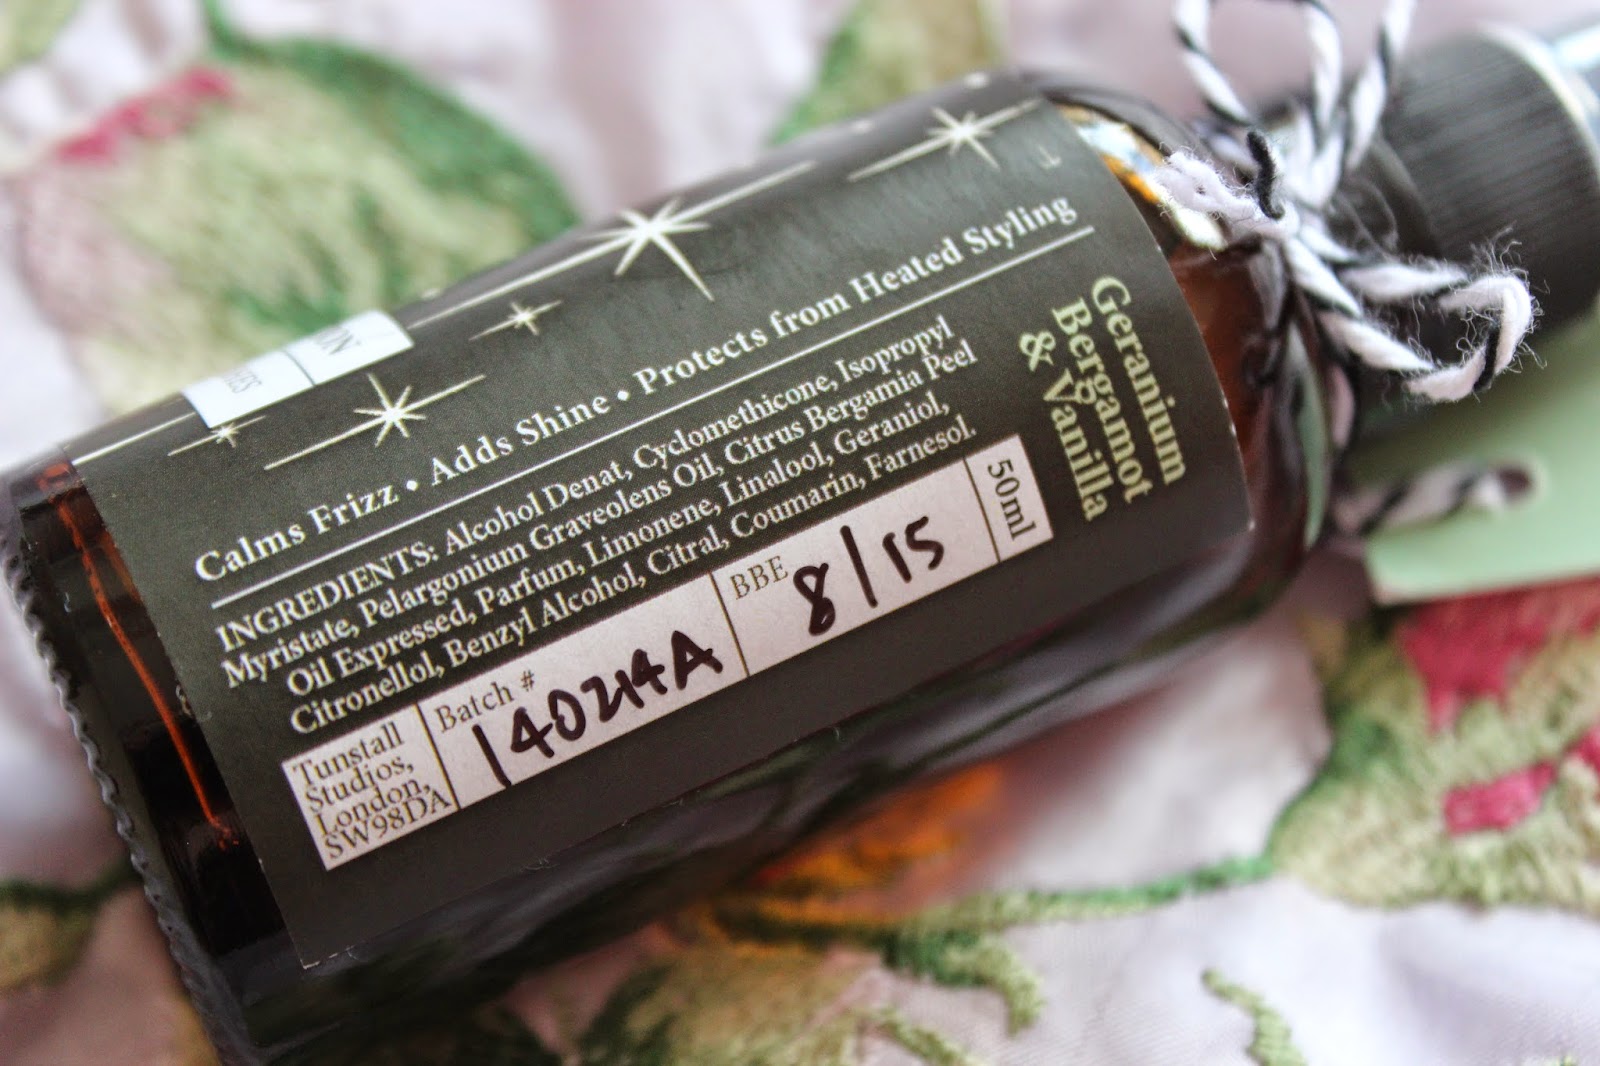 Calms Frizz • Adds Shine • Protects from Heated Styling
INGREDIENTS: Alcohol Denat, Cyclomethicone, Isopropyl
Myristate, Pelargonium Graveolens Oil, Citrus Bergamia Peel
Oil Expressed, Parfum, Limonene, Linalool, Geraniol,
Citronellol, Benzyl Alcohol, Citral, Coumarin, Farnesol.
Tunstall
Studios,
London,
SW98DA
Batch #
140214A
BBE
8/15
50ml
Geranium
Bergamot
& Vanilla